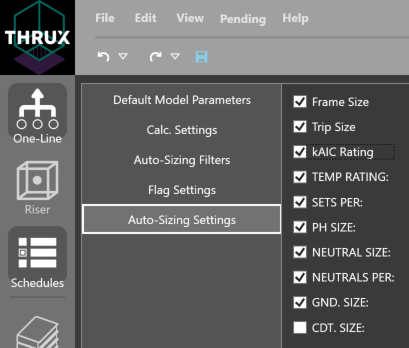 THRUX
File Edit View Pending Help
One-Line
Riser
Schedules
Default Model Parameters
Calc. Settings
Auto-Sizing Filters
Flag Settings
Auto-Sizing Settings
Frame Size
Trip Size
kAIC Rating
TEMP RATING:
SETS PER:
PH SIZE:
NEUTRAL SIZE:
NEUTRALS PER:
GND. SIZE:
CDT. SIZE: